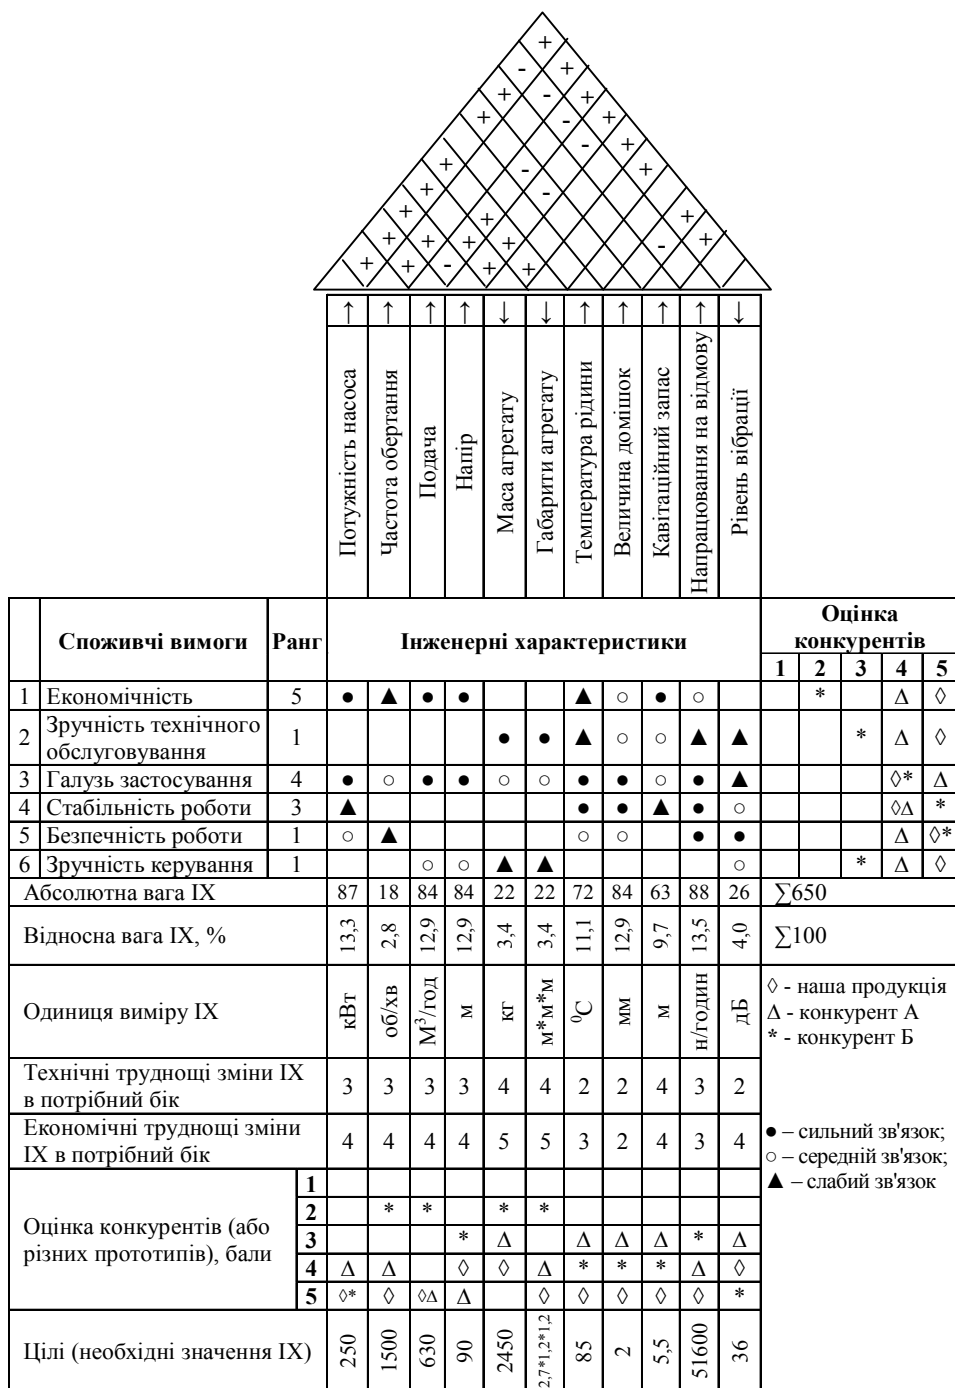 +
- +
+ - +
+ - +
+ - +
+ - +
+ - +
+ + + +
+ + + + - +
+ + - + +
↑ ↑ ↑ ↑ ↓ ↓ ↑ ↑ ↑ ↑ ↓
Потужність насоса
Частота обертання
Подача
Напір
Маса агрегату
Габарити агрегату
Температура рідини
Величина домішок
Кавітаційний запас
Напрацювання на відмову
Рівень вібрації
Споживчі вимоги Ранг Інженерні характеристики Оцінка
конкурентів
1 2 3 4 5
1 Економічність 5 ● ▲ ● ● ▲ ○ ● ○ * Δ ◊
2 Зручність технічного
обслуговування 1 ● ● ▲ ○ ○ ▲ ▲ * Δ ◊
3 Галузь застосування 4 ● ○ ● ● ○ ○ ● ● ○ ● ▲ ◊* Δ
4 Стабільність роботи 3 ▲ ● ● ▲ ● ○ ◊Δ *
5 Безпечність роботи 1 ○ ▲ ○ ○ ● ● Δ ◊*
6 Зручність керування 1 ○ ○ ▲ ▲ ○ * Δ ◊
Абсолютна вага ІХ 87 18 84 84 22 22 72 84 63 88 26 ∑650
Відносна вага ІХ, % 13,3 2,8 12,9 12,9 3,4 3,4 11,1 12,9 9,7 13,5 4,0 ∑100
Одиниця виміру ІХ кВт об/хв М³/год м кг м*м*м ⁰С мм м н/годин дБ
◊ - наша продукція
Δ - конкурент А
* - конкурент Б
Технічні труднощі зміни ІХ
в потрібний бік 3 3 3 3 4 4 2 2 4 3 2
Економічні труднощі зміни
ІХ в потрібний бік 4 4 4 4 5 5 3 2 4 3 4
● – сильний зв'язок;
○ – середній зв'язок;
▲ – слабий зв'язок
Оцінка конкурентів (або
різних прототипів), бали
1
2 * * * *
3 * Δ Δ Δ Δ * Δ
4 Δ Δ ◊ ◊ Δ * * * Δ ◊
5 ◊* ◊ ◊Δ Δ ◊ ◊ ◊ ◊ ◊ *
Цілі (необхідні значення ІХ) 250 1500 630 90 2450 2,7*1,2*1,2 85 2 5,5 51600 36